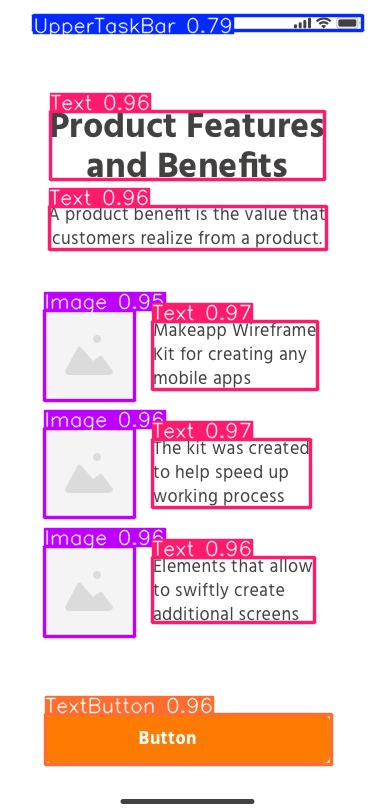 UpperTaskBar 0.79
Text 0.96
Product Features
and Benefits
Text 0.96
A product benefit is the value that
customers realize from a product.
Image 0.95
Text 0.97
Makeapp Wireframe
Kit for creating any
mobile apps
Image 0.96
Text 0.97
The kit was created
to help speed up
working process
Image 0.96
Text 0.96
Elements that allow
to swiftly create
additional screens
TextButton 0.96
Button